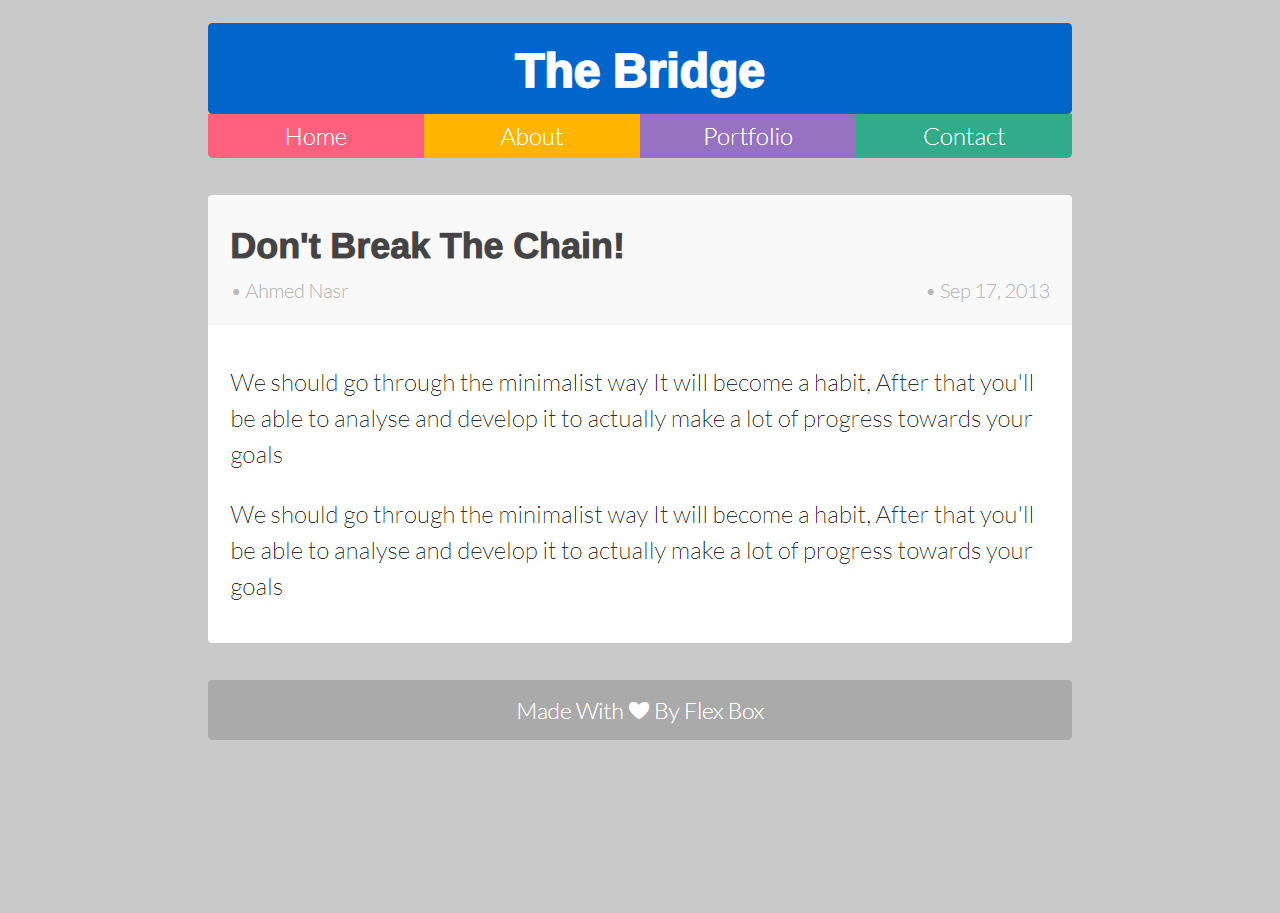 The Bridge
Home About Portfolio Contact
Don't Break The Chain!
• Ahmed Nasr • Sep 17, 2013
We should go through the minimalist way It will become a habit, After that you'll
be able to analyse and develop it to actually make a lot of progress towards your
goals
We should go through the minimalist way It will become a habit, After that you'll
be able to analyse and develop it to actually make a lot of progress towards your
goals
Made With ♥ By Flex Box